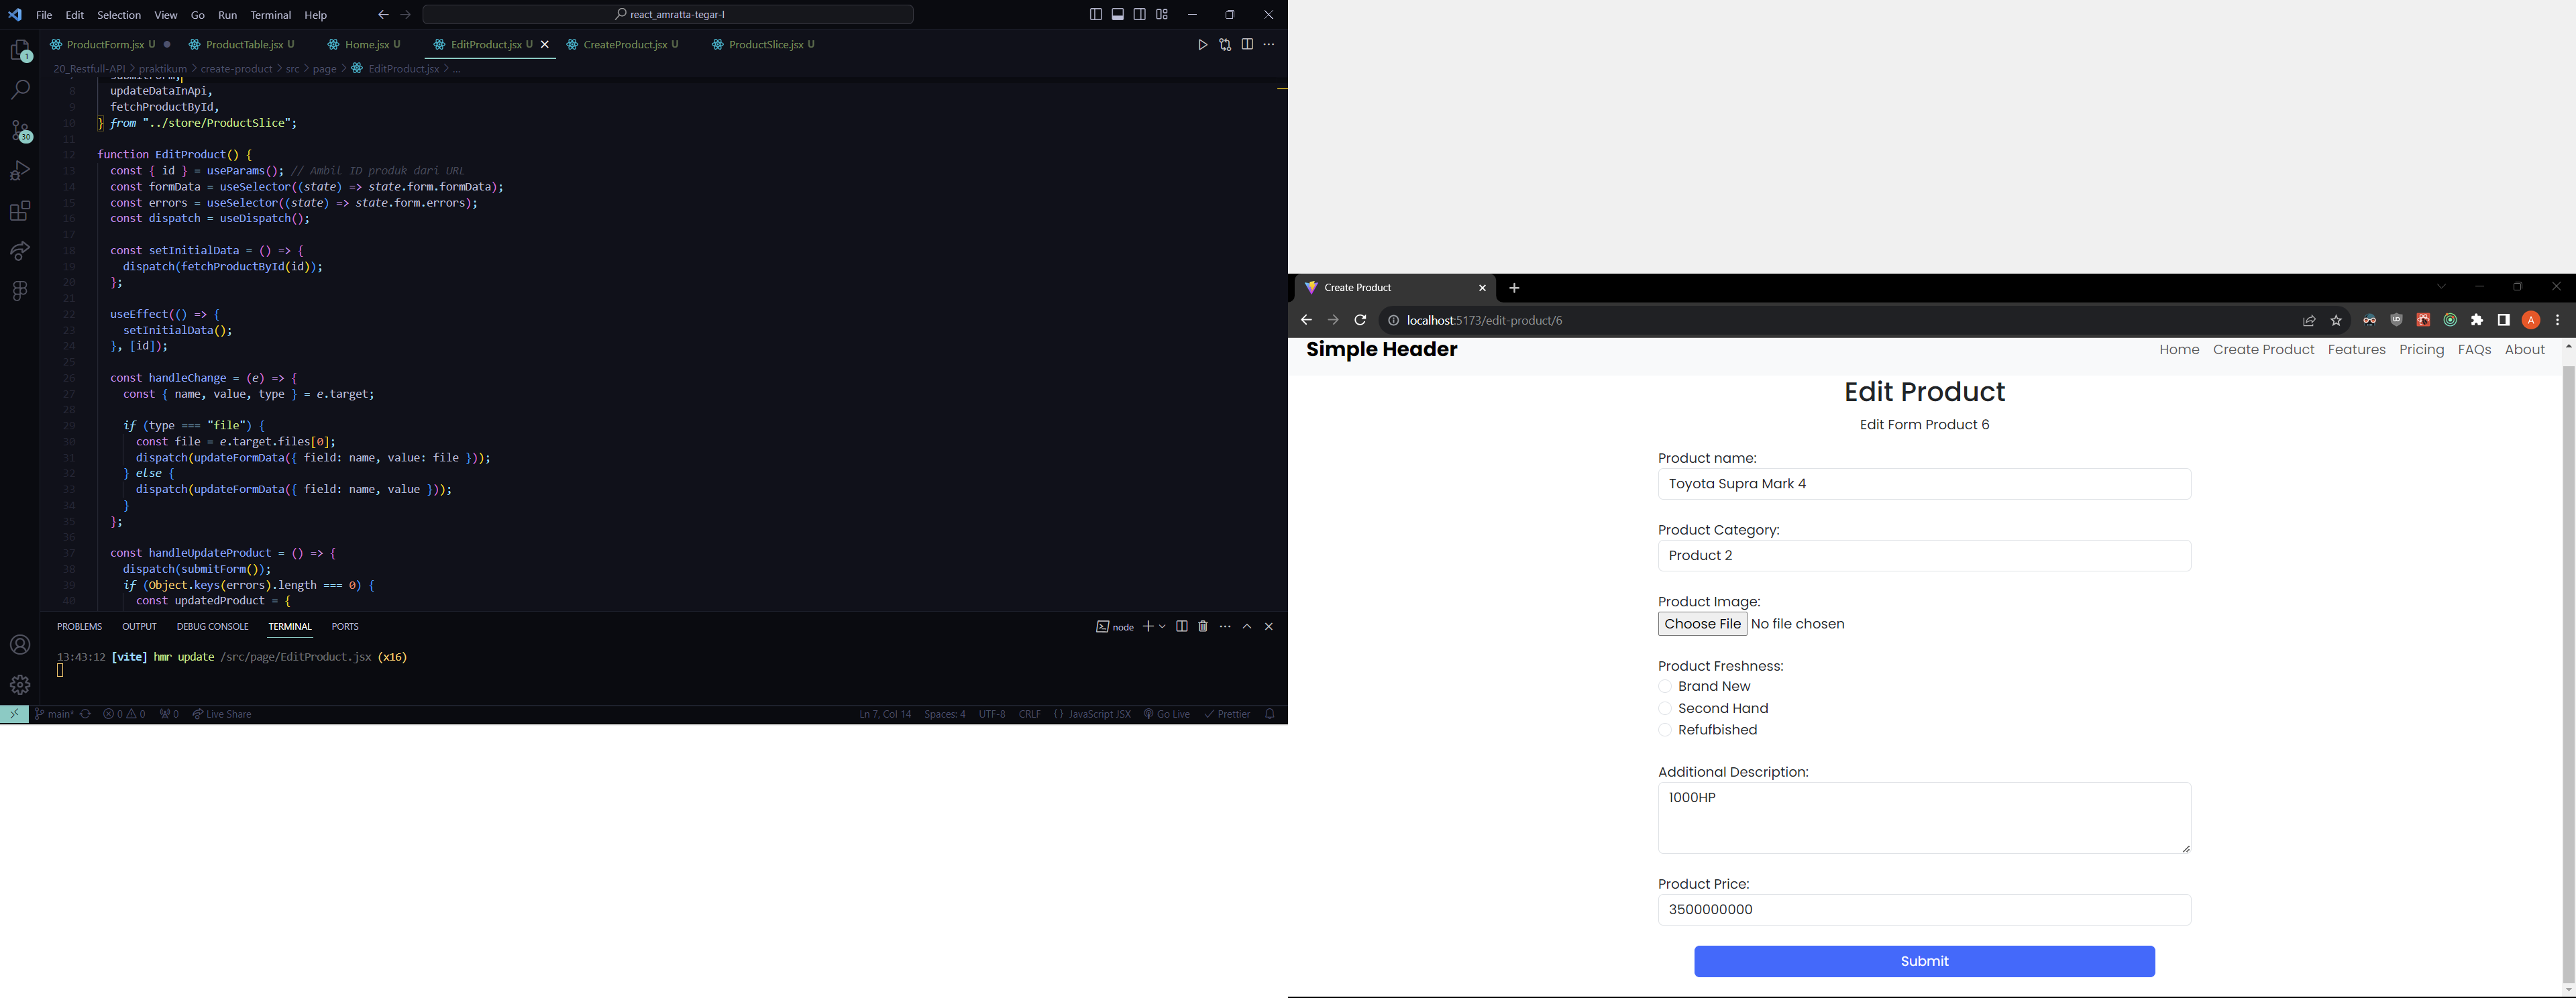 File Edit Selection View Go Run Terminal Help
react_amratta-tegar-l
ProductForm.jsx U
ProductTable.jsx U
Home.jsx U
EditProduct.jsx U
CreateProduct.jsx U
ProductSlice.jsx U
20_Restfull-API > praktikum > create-product > src > page > EditProduct.jsx > ...
7 submitForm,
8 updateDataInApi,
9 fetchProductById,
10 } from "../store/ProductSlice";
11
12 function EditProduct() {
13 const { id } = useParams(); // Ambil ID produk dari URL
14 const formData = useSelector((state) => state.form.formData);
15 const errors = useSelector((state) => state.form.errors);
16 const dispatch = useDispatch();
17
18 const setInitialData = () => {
19 dispatch(fetchProductById(id));
20 };
21
22 useEffect(() => {
23 setInitialData();
24 }, [id]);
25
26 const handleChange = (e) => {
27 const { name, value, type } = e.target;
28
29 if (type === "file") {
30 const file = e.target.files[0];
31 dispatch(updateFormData({ field: name, value: file }));
32 } else {
33 dispatch(updateFormData({ field: name, value }));
34 }
35 };
36
37 const handleUpdateProduct = () => {
38 dispatch(submitForm());
39 if (Object.keys(errors).length === 0) {
40 const updatedProduct = {
PROBLEMS OUTPUT DEBUG CONSOLE TERMINAL PORTS
node
13:43:12 [vite] hmr update /src/page/EditProduct.jsx (x16)
main* 0 0 0 Live Share
Ln 7, Col 14 Spaces: 4 UTF-8 CRLF {} JavaScript JSX Go Live Prettier
1
30
Create Product
localhost:5173/edit-product/6
A
Simple Header
Home Create Product Features Pricing FAQs About
Edit Product
Edit Form Product 6
Product name:
Toyota Supra Mark 4
Product Category:
Product 2
Product Image:
Choose File No file chosen
Product Freshness:
Brand New
Second Hand
Refufbished
Additional Description:
1000HP
Product Price:
3500000000
Submit